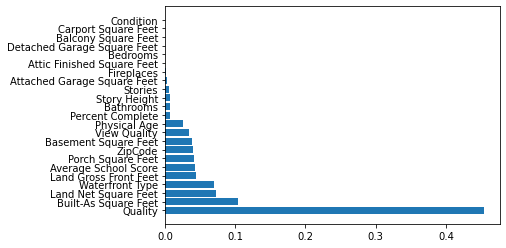 Condition
Carport Square Feet
Balcony Square Feet
Detached Garage Square Feet
Bedrooms
Attic Finished Square Feet
Fireplaces
Attached Garage Square Feet
Stories
Story Height
Bathrooms
Percent Complete
Physical Age
View Quality
Basement Square Feet
ZipCode
Porch Square Feet
Average School Score
Land Gross Front Feet
Waterfront Type
Land Net Square Feet
Built-As Square Feet
Quality
0.0 0.1 0.2 0.3 0.4